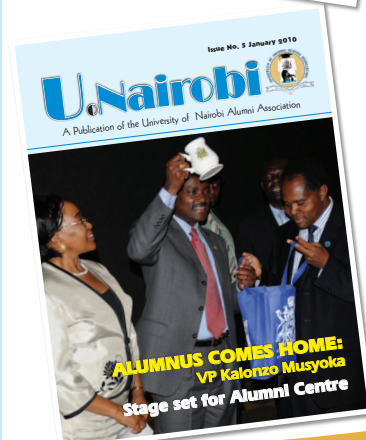 Issue No. 5 January 2010
U.Nairobi
A Publication of the University of Nairobi Alumni Association
ALUMNUS COMES HOME:
VP Kalonzo Musyoka
Stage set for Alumni Centre